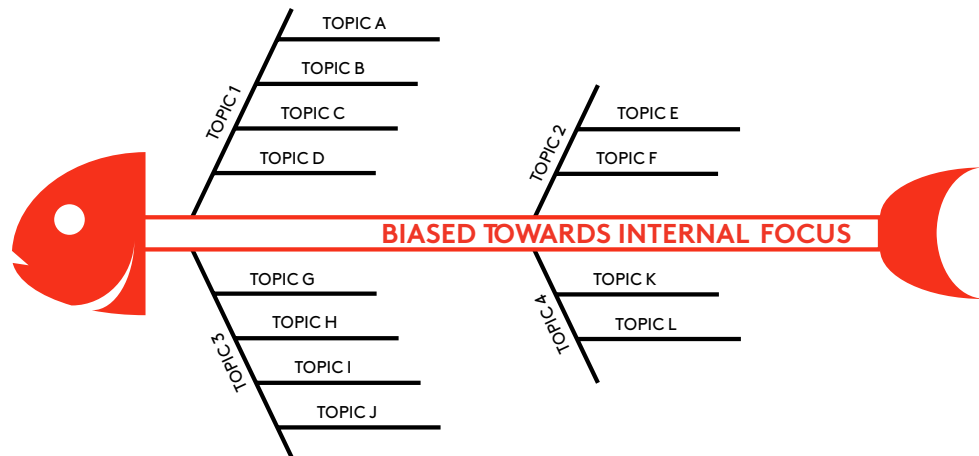 TOPIC 1
TOPIC A
TOPIC B
TOPIC C
TOPIC D
TOPIC 2
TOPIC E
TOPIC F
BIASED TOWARDS INTERNAL FOCUS
TOPIC 3
TOPIC G
TOPIC H
TOPIC I
TOPIC J
TOPIC 4
TOPIC K
TOPIC L